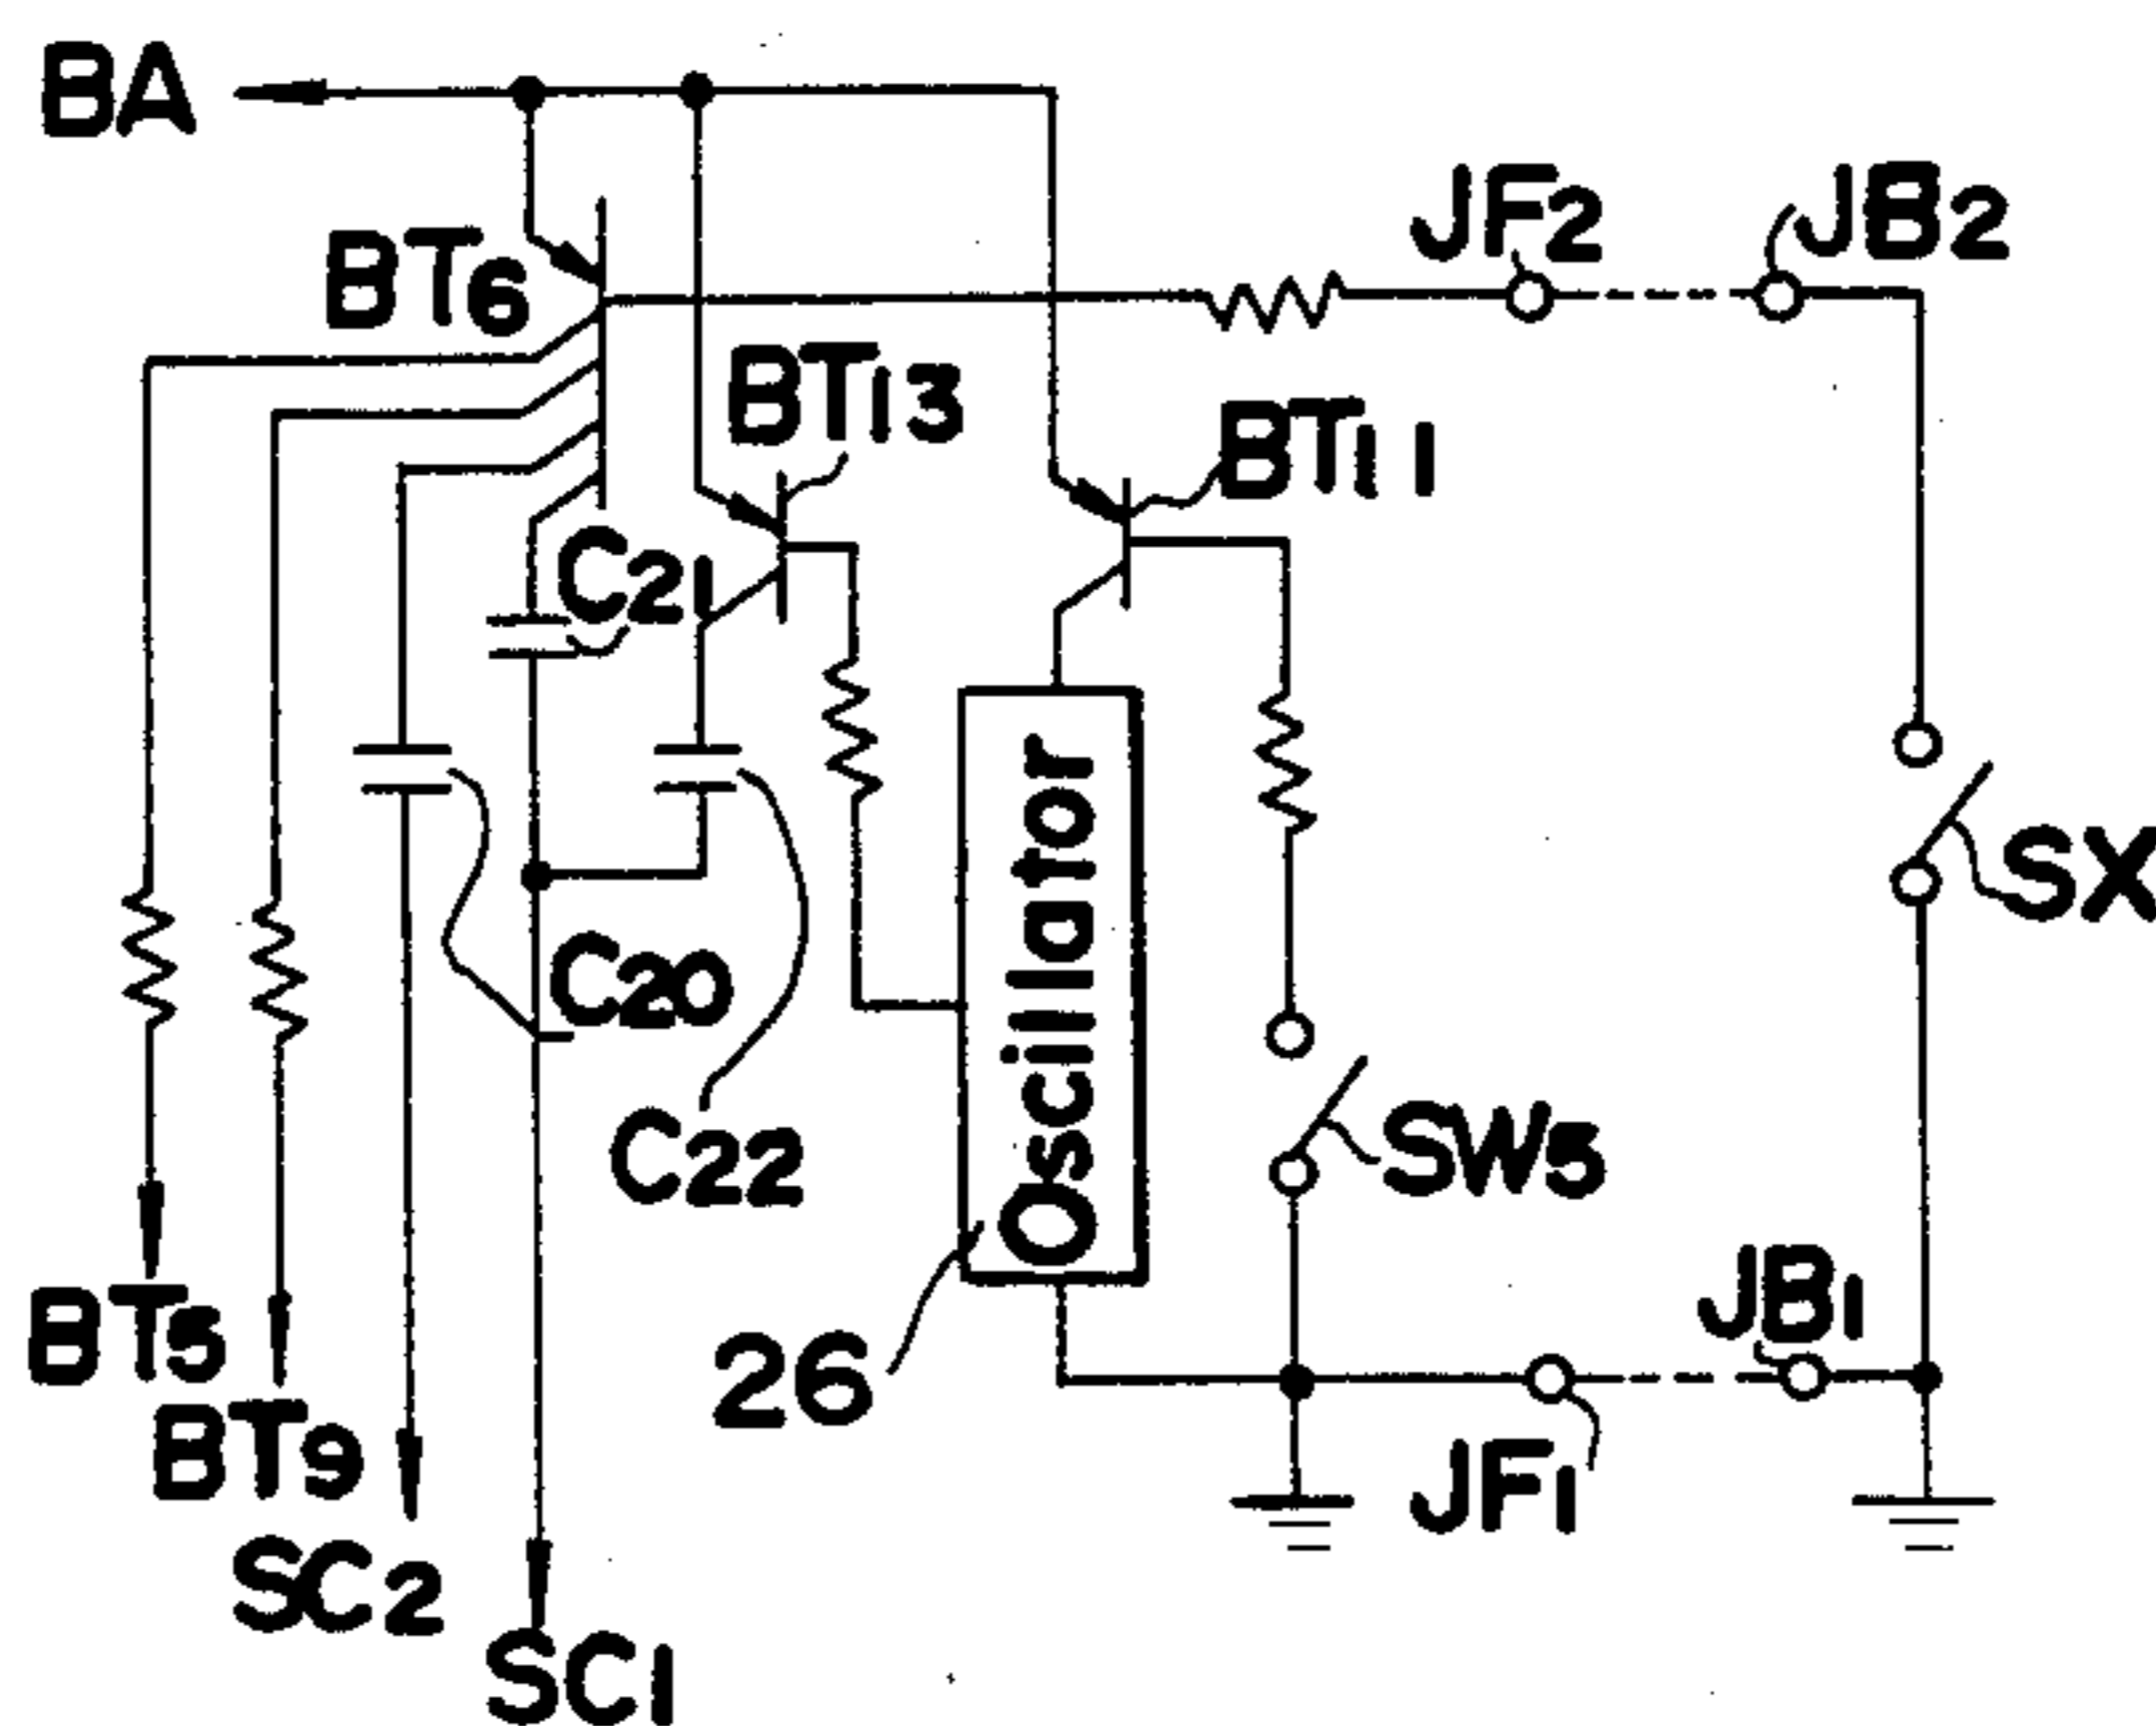 BA
JF2
JB2
BT6
BT13
BT11
C21
SX
C20
Oscillator
C22
SW5
BT5
JB1
26
BT9
JF1
SC2
SC1